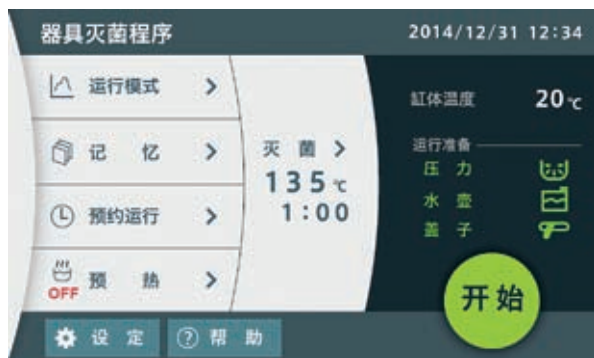 器具灭菌程序
2014/12/31 12:34
运行模式
记 忆
预约运行
OFF
预 热
灭 菌
135℃
1:00
缸体温度 20℃
运行准备
压 力
水 壶
盖 子
开始
设 定
? 帮 助